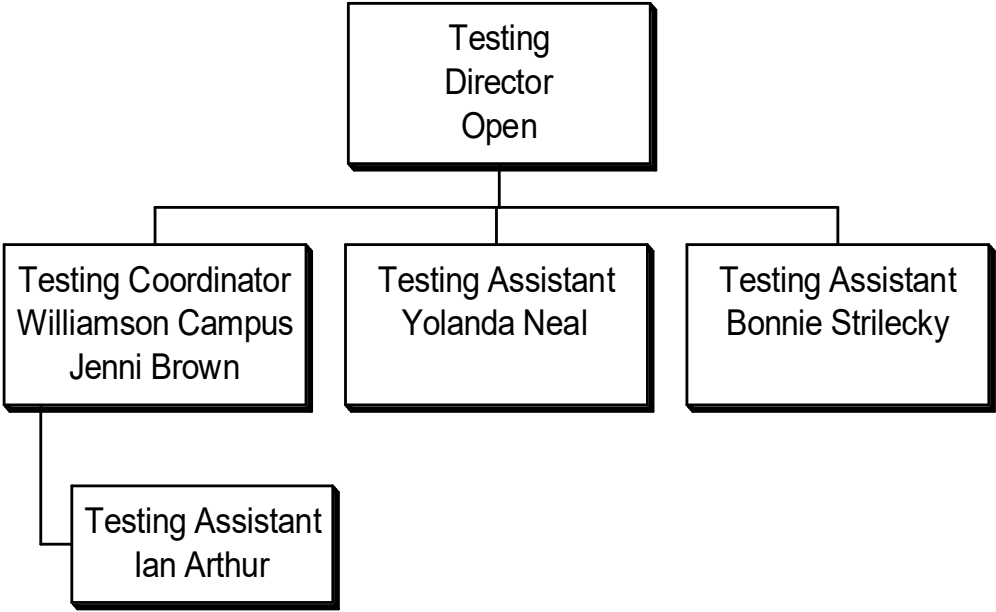 Testing
Director
Open
Testing Coordinator
Williamson Campus
Jenni Brown
Testing Assistant
Yolanda Neal
Testing Assistant
Bonnie Strilecky
Testing Assistant
Ian Arthur